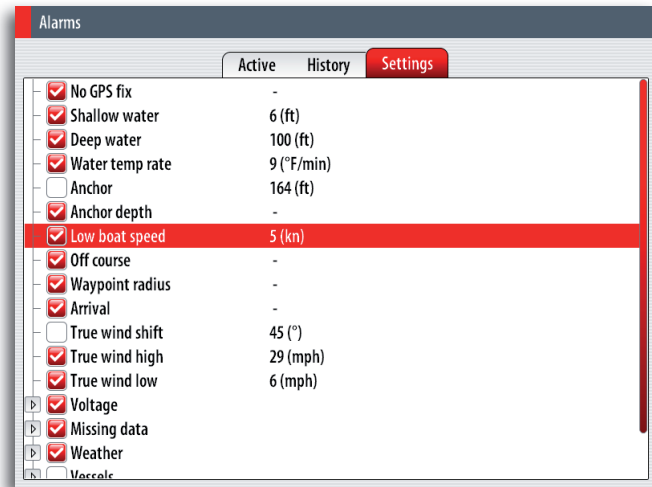 Alarms
Active History Settings
No GPS fix -
Shallow water 6 (ft)
Deep water 100 (ft)
Water temp rate 9 (°F/min)
Anchor 164 (ft)
Anchor depth -
Low boat speed 5 (kn)
Off course -
Waypoint radius -
Arrival -
True wind shift 45 (°)
True wind high 29 (mph)
True wind low 6 (mph)
Voltage
Missing data
Weather
Vessels